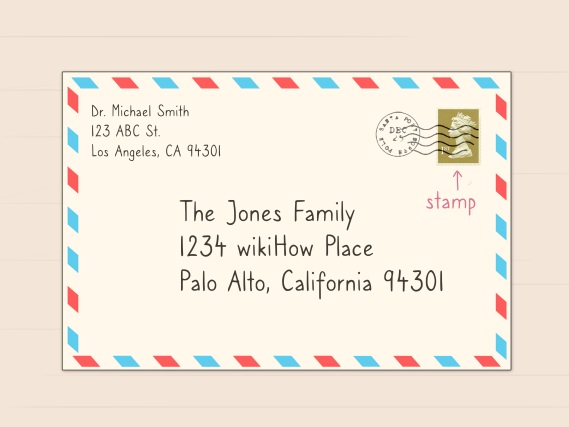 Dr. Michael Smith
123 ABC St.
Los Angeles, CA 94301
DEC
stamp
The Jones Family
1234 wikiHow Place
Palo Alto, California 94301